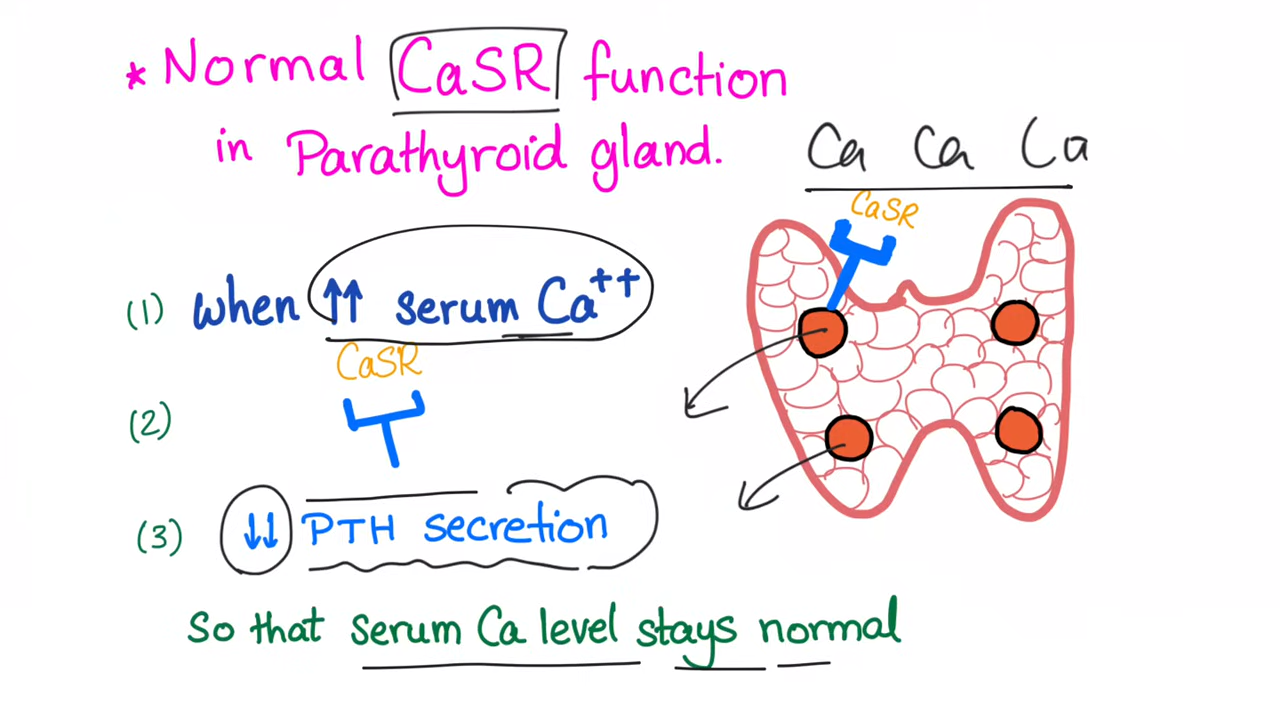 * Normal CaSR function
in Parathyroid gland.
Ca Ca Ca
CaSR
(1) when ↑↑ serum Ca++
CaSR
(2)
(3) ↓↓ PTH secretion
So that serum Ca level stays normal